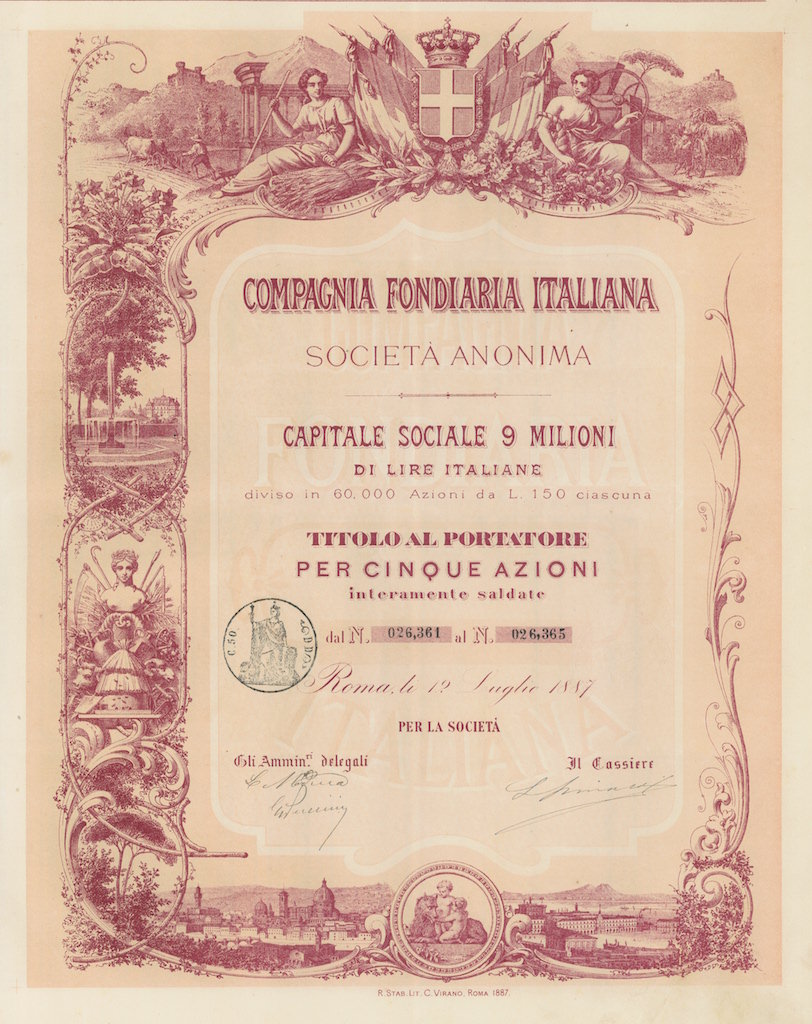 COMPAGNIA FONDIARIA ITALIANA
SOCIETÀ ANONIMA
CAPITALE SOCIALE 9 MILIONI
DI LIRE ITALIANE
diviso in 60,000 Azioni da L. 150 ciascuna
TITOLO AL PORTATORE
PER CINQUE AZIONI
interamente saldate
C. 50
dal N. 026,361 al N. 026,365
Roma, li 12 Luglio 1887
PER LA SOCIETÀ
Gli Ammin.ri delegati
Il Cassiere
R. STAB. LIT. C. VIRANO, ROMA 1887.